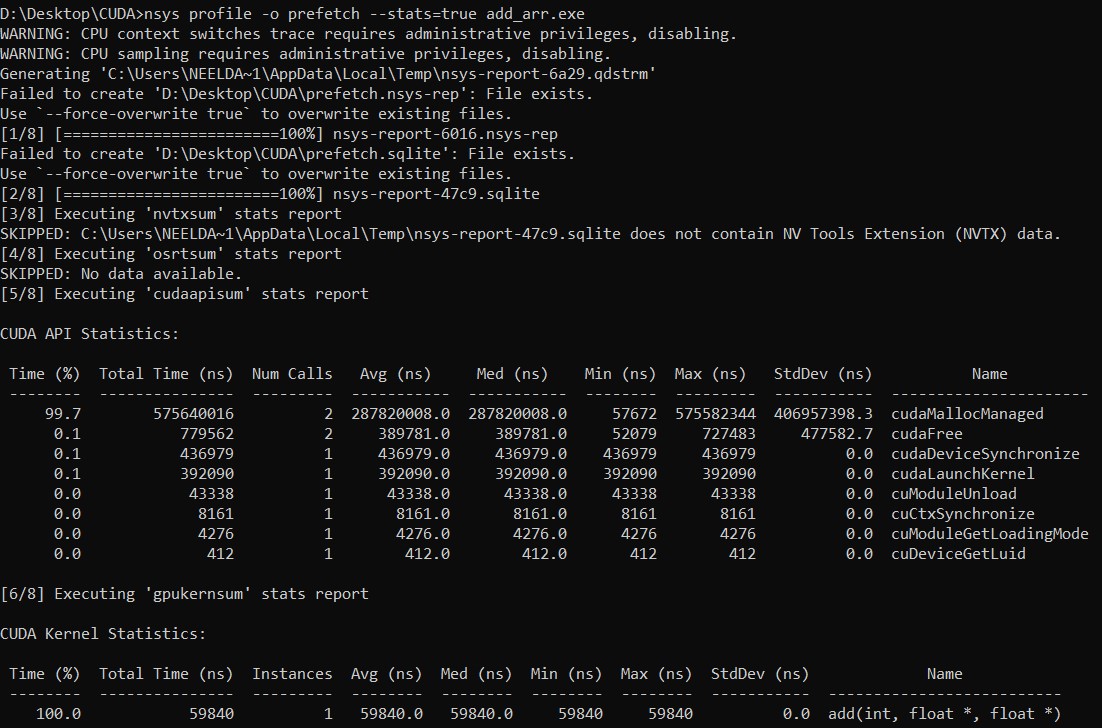 D:\Desktop\CUDA>nsys profile -o prefetch --stats=true add_arr.exe
WARNING: CPU context switches trace requires administrative privileges, disabling.
WARNING: CPU sampling requires administrative privileges, disabling.
Generating 'C:\Users\NEELDA~1\AppData\Local\Temp\nsys-report-6a29.qdstrm'
Failed to create 'D:\Desktop\CUDA\prefetch.nsys-rep': File exists.
Use `--force-overwrite true` to overwrite existing files.
[1/8] [========================100%] nsys-report-6016.nsys-rep
Failed to create 'D:\Desktop\CUDA\prefetch.sqlite': File exists.
Use `--force-overwrite true` to overwrite existing files.
[2/8] [========================100%] nsys-report-47c9.sqlite
[3/8] Executing 'nvtxsum' stats report
SKIPPED: C:\Users\NEELDA~1\AppData\Local\Temp\nsys-report-47c9.sqlite does not contain NV Tools Extension (NVTX) data.
[4/8] Executing 'osrtsum' stats report
SKIPPED: No data available.
[5/8] Executing 'cudaapisum' stats report
CUDA API Statistics:
Time (%)  Total Time (ns)  Num Calls   Avg (ns)     Med (ns)    Min (ns)  Max (ns)   StdDev (ns)           Name
--------  ---------------  ---------  -----------  -----------  --------  ---------  -----------  ----------------------
99.7        575640016          2  287820008.0  287820008.0     57672  575582344  406957398.3  cudaMallocManaged
0.1           779562          2     389781.0     389781.0     52079     727483     477582.7  cudaFree
0.1           436979          1     436979.0     436979.0    436979     436979          0.0  cudaDeviceSynchronize
0.1           392090          1     392090.0     392090.0    392090     392090          0.0  cudaLaunchKernel
0.0            43338          1      43338.0      43338.0     43338      43338          0.0  cuModuleUnload
0.0             8161          1       8161.0       8161.0      8161       8161          0.0  cuCtxSynchronize
0.0             4276          1       4276.0       4276.0      4276       4276          0.0  cuModuleGetLoadingMode
0.0              412          1        412.0        412.0       412        412          0.0  cuDeviceGetLuid
[6/8] Executing 'gpukernsum' stats report
CUDA Kernel Statistics:
Time (%)  Total Time (ns)  Instances  Avg (ns)  Med (ns)  Min (ns)  Max (ns)  StdDev (ns)             Name
--------  ---------------  ---------  --------  --------  --------  --------  -----------  --------------------------
100.0            59840          1   59840.0   59840.0     59840     59840          0.0  add(int, float *, float *)